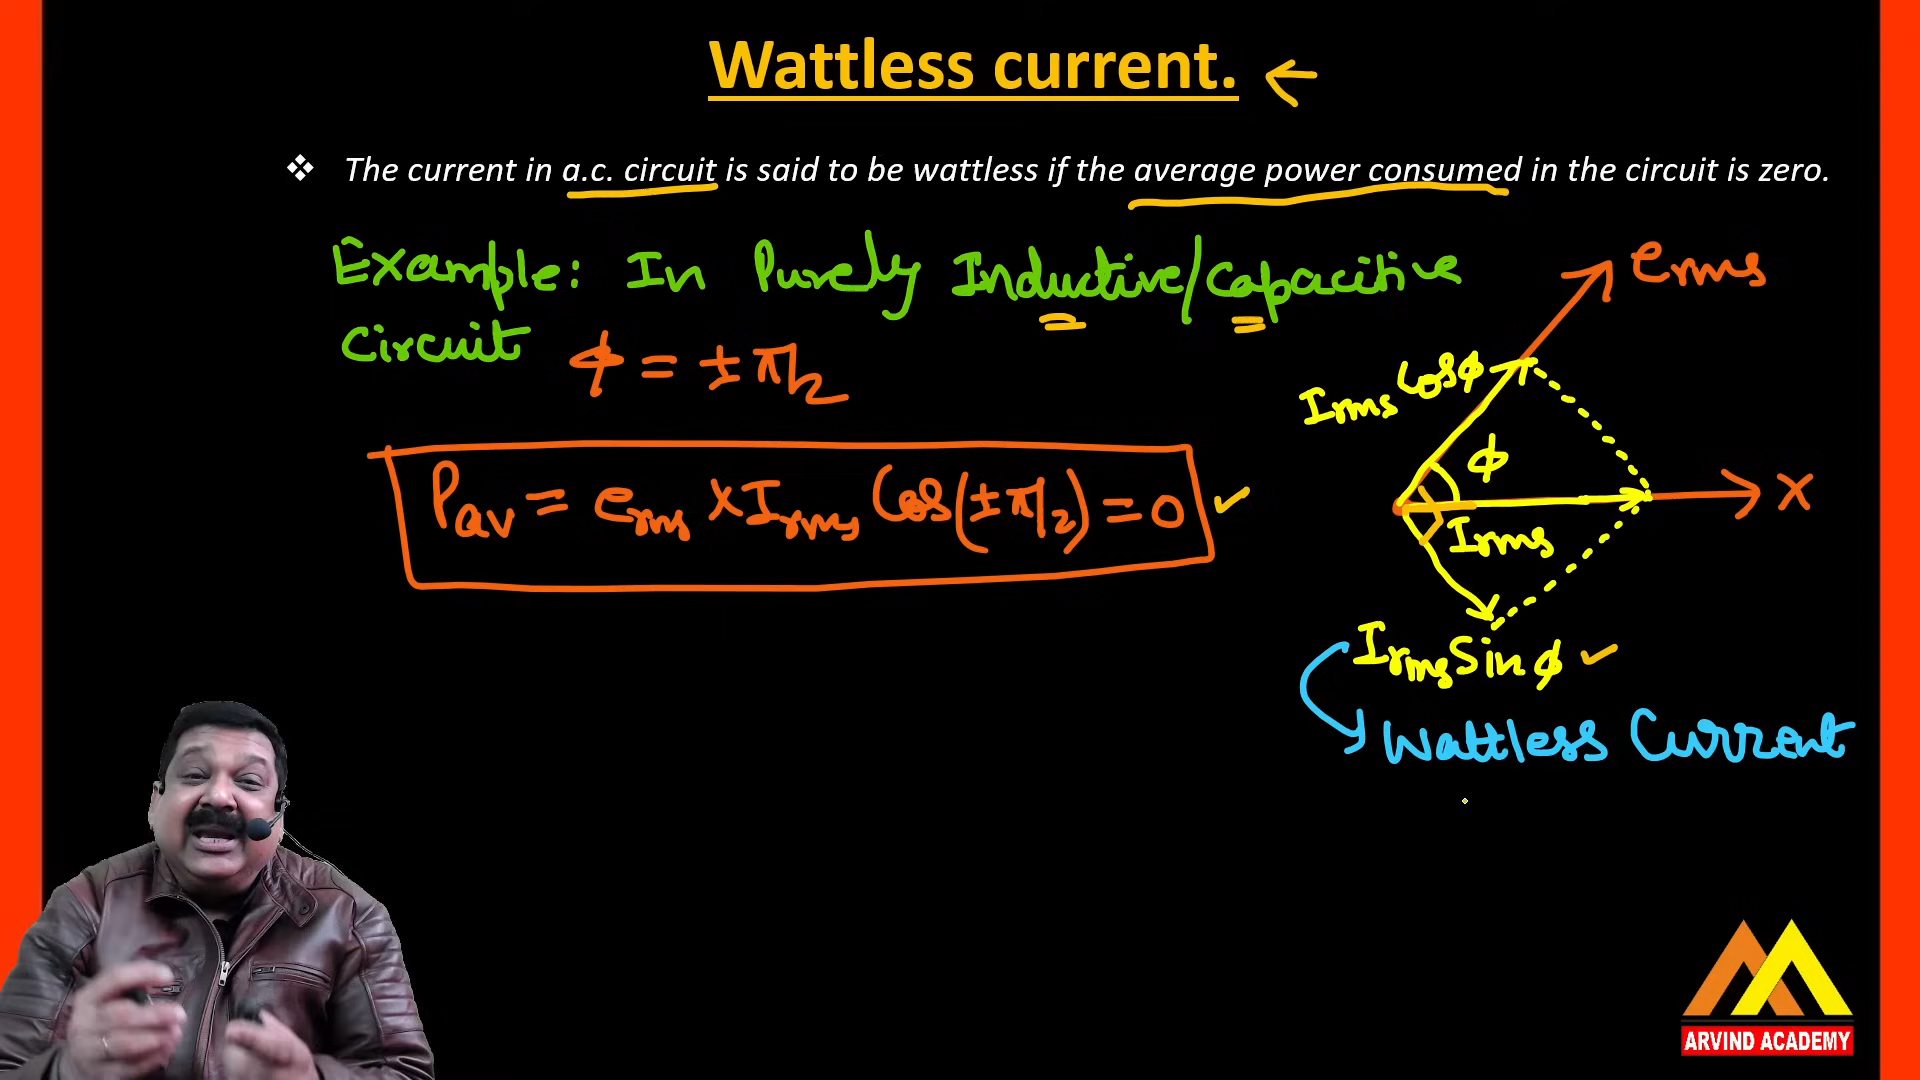 Wattless current.
❖ The current in a.c. circuit is said to be wattless if the average power consumed in the circuit is zero.
Example: In Purely Inductive/Capacitive
Circuit ϕ = ± π/2
Pav = erms × Irms Cos(± π/2) = 0
erms
Irms Cosϕ
ϕ
X
Irms
Irms Sin ϕ
Wattless Current
ARVIND ACADEMY